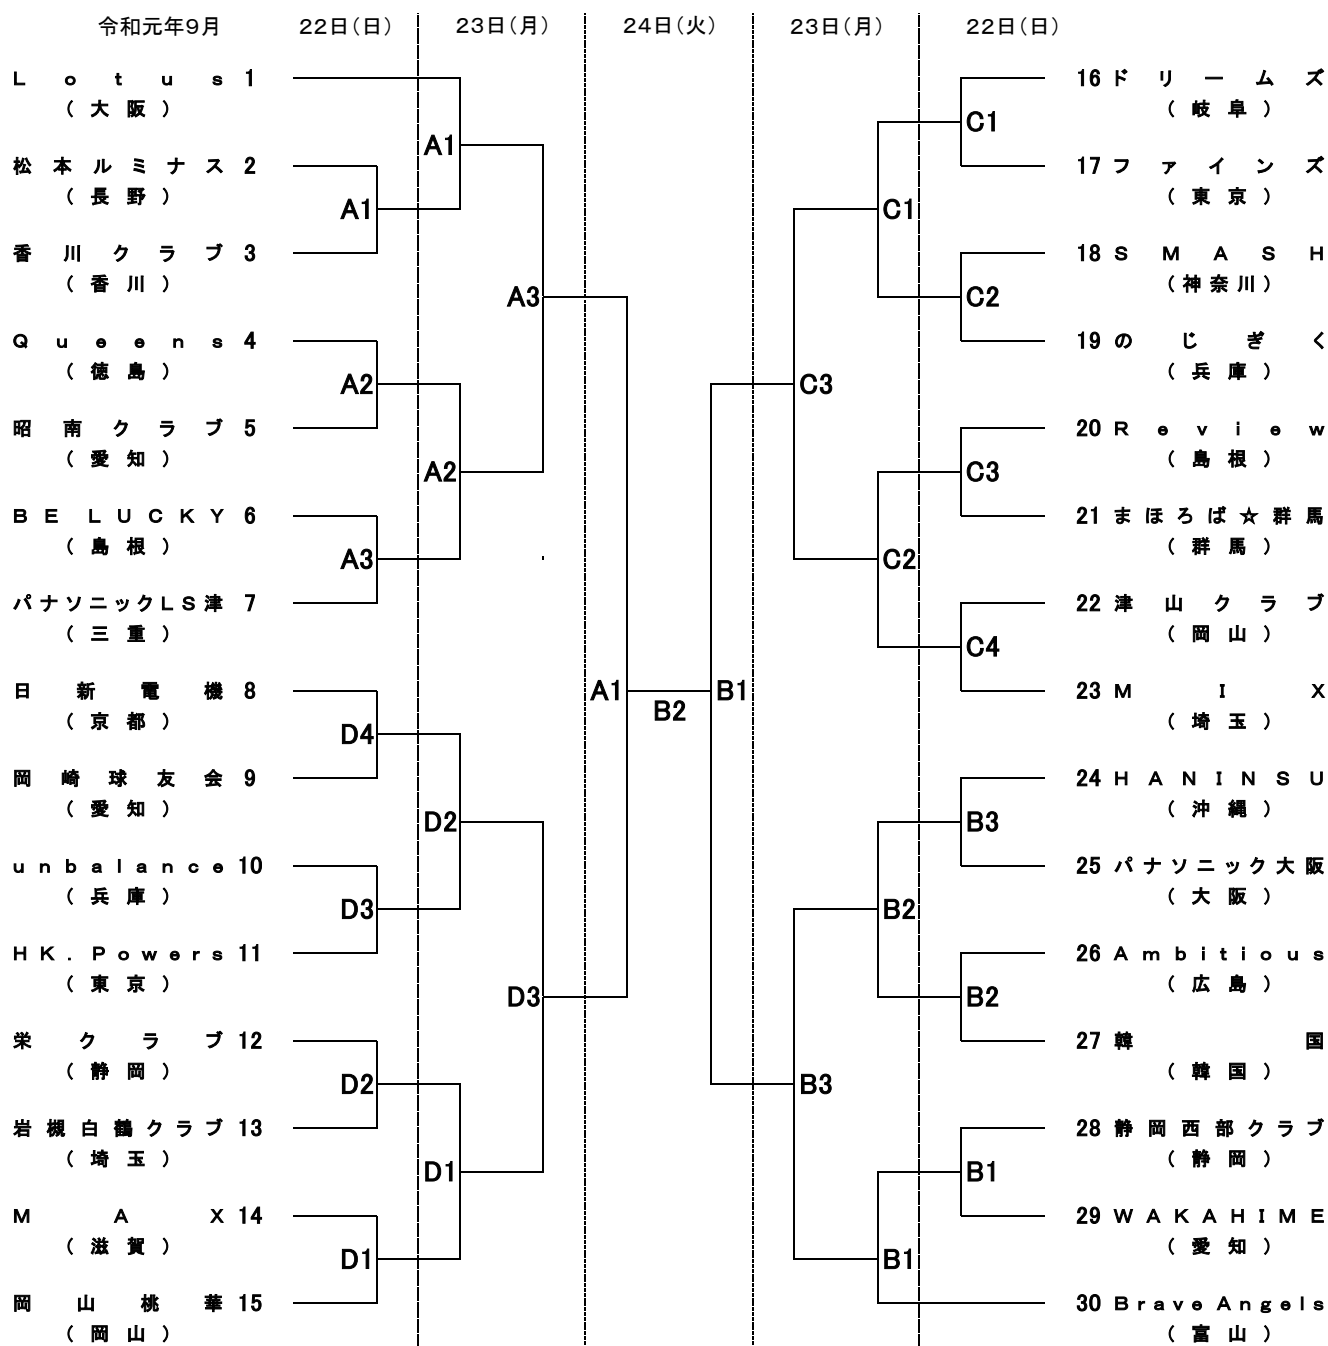 令和元年9月 22日(日) 23日(月) 24日(火) 23日(月) 22日(日)
Lotus 1
(大阪)
松本ルミナス 2
(長野)
香川クラブ 3
(香川)
Queens 4
(徳島)
昭南クラブ 5
(愛知)
BE LUCKY 6
(島根)
パナソニックLS津 7
(三重)
日新電機 8
(京都)
岡崎球友会 9
(愛知)
unbalance 10
(兵庫)
HK.Powers 11
(東京)
栄クラブ 12
(静岡)
岩槻白鶴クラブ 13
(埼玉)
MAX 14
(滋賀)
岡山桃華 15
(岡山)
A1
A2
A3
D4
D3
D2
D1
A1
A2
D2
D1
A3
D3
A1
B2
B1
C3
B3
C1
C2
B2
B1
C1
C2
C3
C4
B3
B2
B1
16 ドリームズ
(岐阜)
17 ファインズ
(東京)
18 SMASH
(神奈川)
19 のじぎく
(兵庫)
20 Review
(島根)
21 まほろば☆群馬
(群馬)
22 津山クラブ
(岡山)
23 MIX
(埼玉)
24 HANINSU
(沖縄)
25 パナソニック大阪
(大阪)
26 Ambitious
(広島)
27 韓国
(韓国)
28 静岡西部クラブ
(静岡)
29 WAKAHIME
(愛知)
30 Brave Angels
(富山)